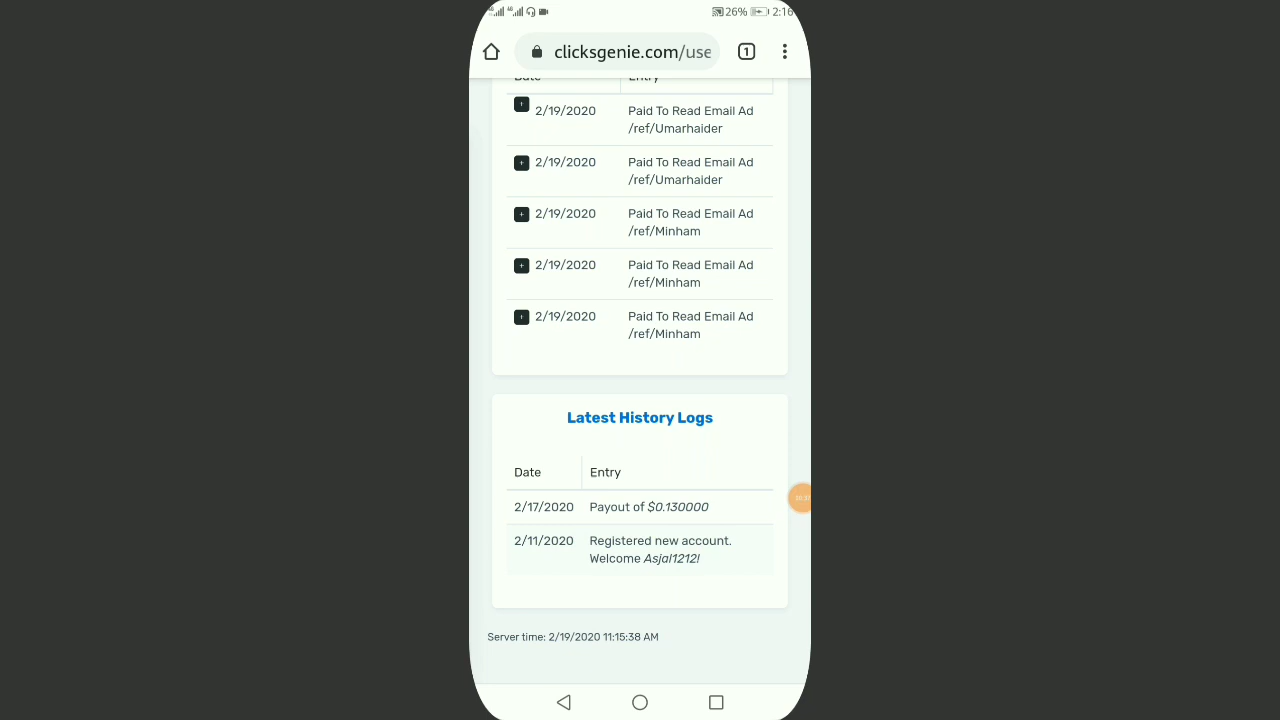 26% 2:16
clicksgenie.com/use 1
Date Entry
2/19/2020 Paid To Read Email Ad
/ref/Umarhaider
2/19/2020 Paid To Read Email Ad
/ref/Umarhaider
2/19/2020 Paid To Read Email Ad
/ref/Minham
2/19/2020 Paid To Read Email Ad
/ref/Minham
2/19/2020 Paid To Read Email Ad
/ref/Minham
Latest History Logs
Date Entry
2/17/2020 Payout of $0.130000
2/11/2020 Registered new account.
Welcome Asjal1212!
Server time: 2/19/2020 11:15:38 AM